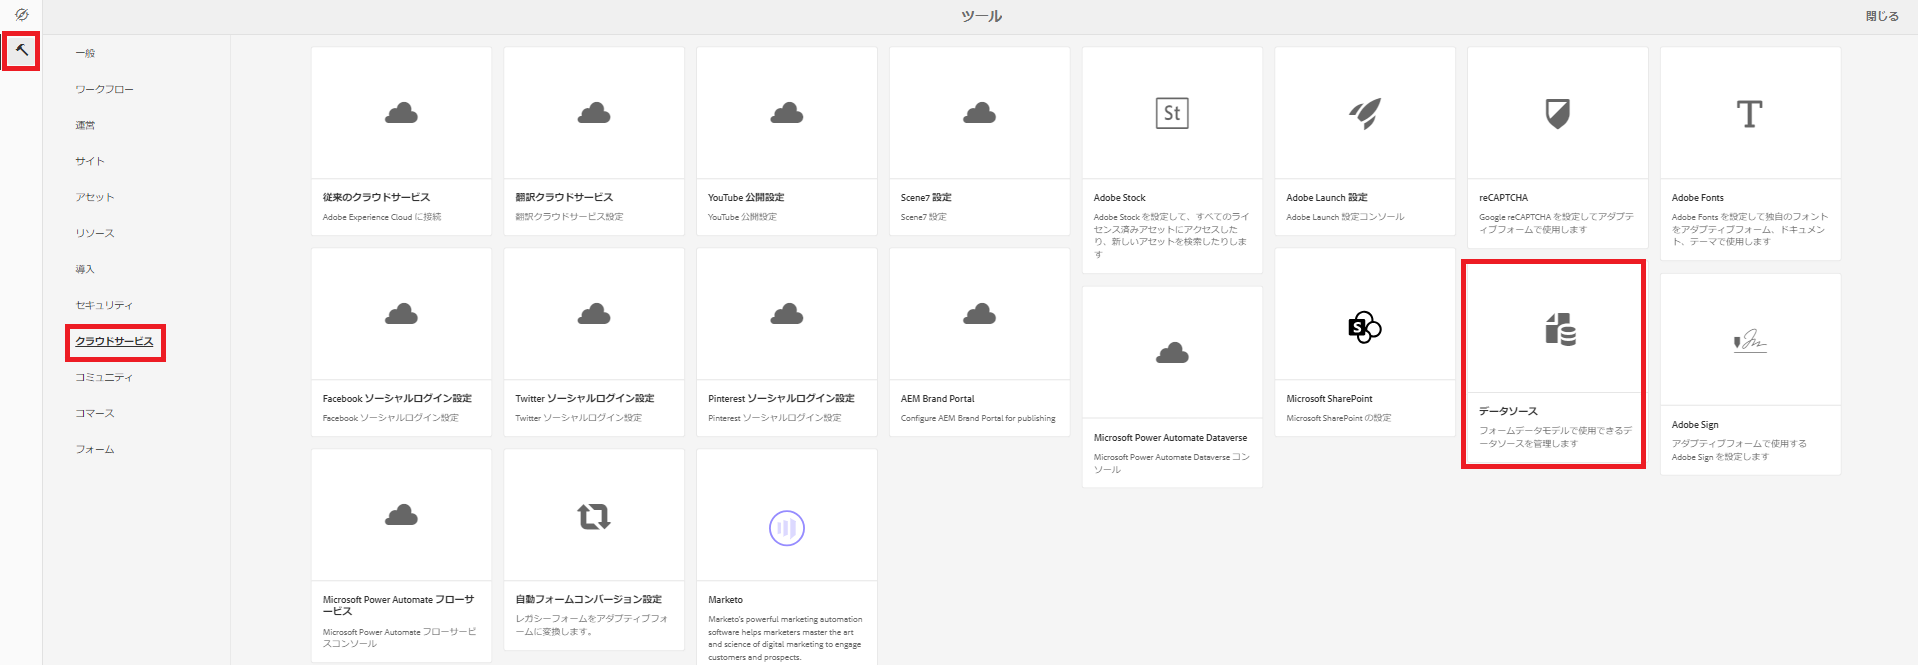 ツール
閉じる
一般
ワークフロー
運営
サイト
アセット
リソース
導入
セキュリティ
クラウドサービス
コミュニティ
コマース
フォーム
従来のクラウドサービス
Adobe Experience Cloud に接続
翻訳クラウドサービス
翻訳クラウドサービス設定
YouTube 公開設定
YouTube 公開設定
Scene7 設定
Scene7 設定
St
Adobe Stock
Adobe Stock を設定して、すべてのライ
センス済みアセットにアクセスした
り、新しいアセットを検索したりしま
す
Adobe Launch 設定
Adobe Launch 設定コンソール
reCAPTCHA
Google reCAPTCHA を設定してアダプテ
ィブフォームで使用します
T
Adobe Fonts
Adobe Fonts を設定して独自のフォント
をアダプティブフォーム、ドキュメン
ト、テーマで使用します
Facebook ソーシャルログイン設定
Facebook ソーシャルログイン設定
Twitter ソーシャルログイン設定
Twitter ソーシャルログイン設定
Pinterest ソーシャルログイン設定
Pinterest ソーシャルログイン設定
AEM Brand Portal
Configure AEM Brand Portal for publishing
Microsoft Power Automate Dataverse
Microsoft Power Automate Dataverse コン
ソール
S
Microsoft SharePoint
Microsoft SharePoint の設定
データソース
フォームデータモデルで使用できるデ
ータソースを管理します
Adobe Sign
アダプティブフォームで使用する
Adobe Sign を設定します
Microsoft Power Automate フローサ
ービス
Microsoft Power Automate フローサービ
スコンソール
自動フォームコンバージョン設定
レガシーフォームをアダプティブフォ
ームに変換します。
Marketo
Marketo's powerful marketing automation
software helps marketers master the art
and science of digital marketing to engage
customers and prospects.